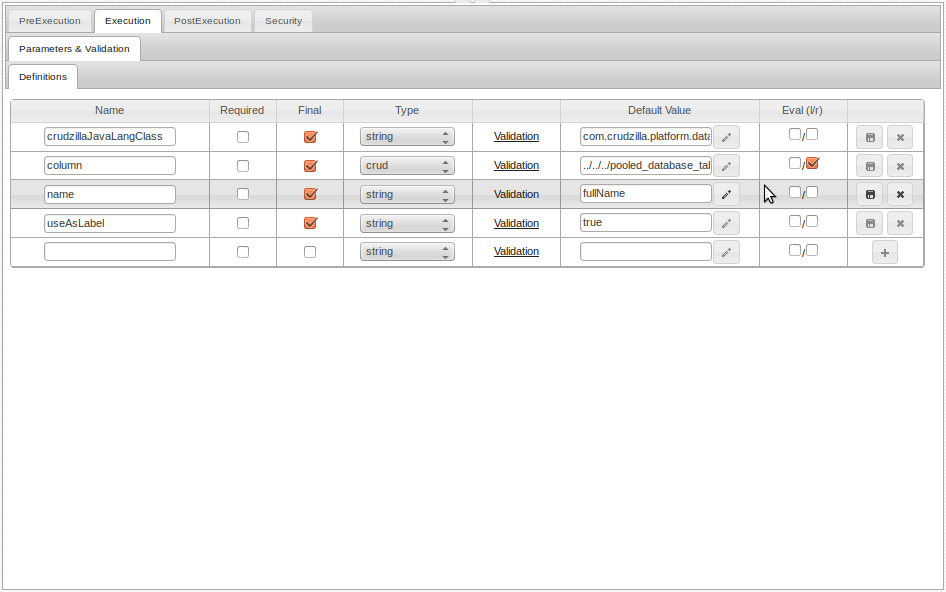 PreExecution Execution PostExecution Security
Parameters & Validation
Definitions
Name Required Final Type Default Value Eval (l/r)
crudzillaJavaLangClass string Validation com.crudzilla.platform.data /
column crud Validation ../../../pooled_database_tal /
name string Validation fullName /
useAsLabel string Validation true /
string Validation /